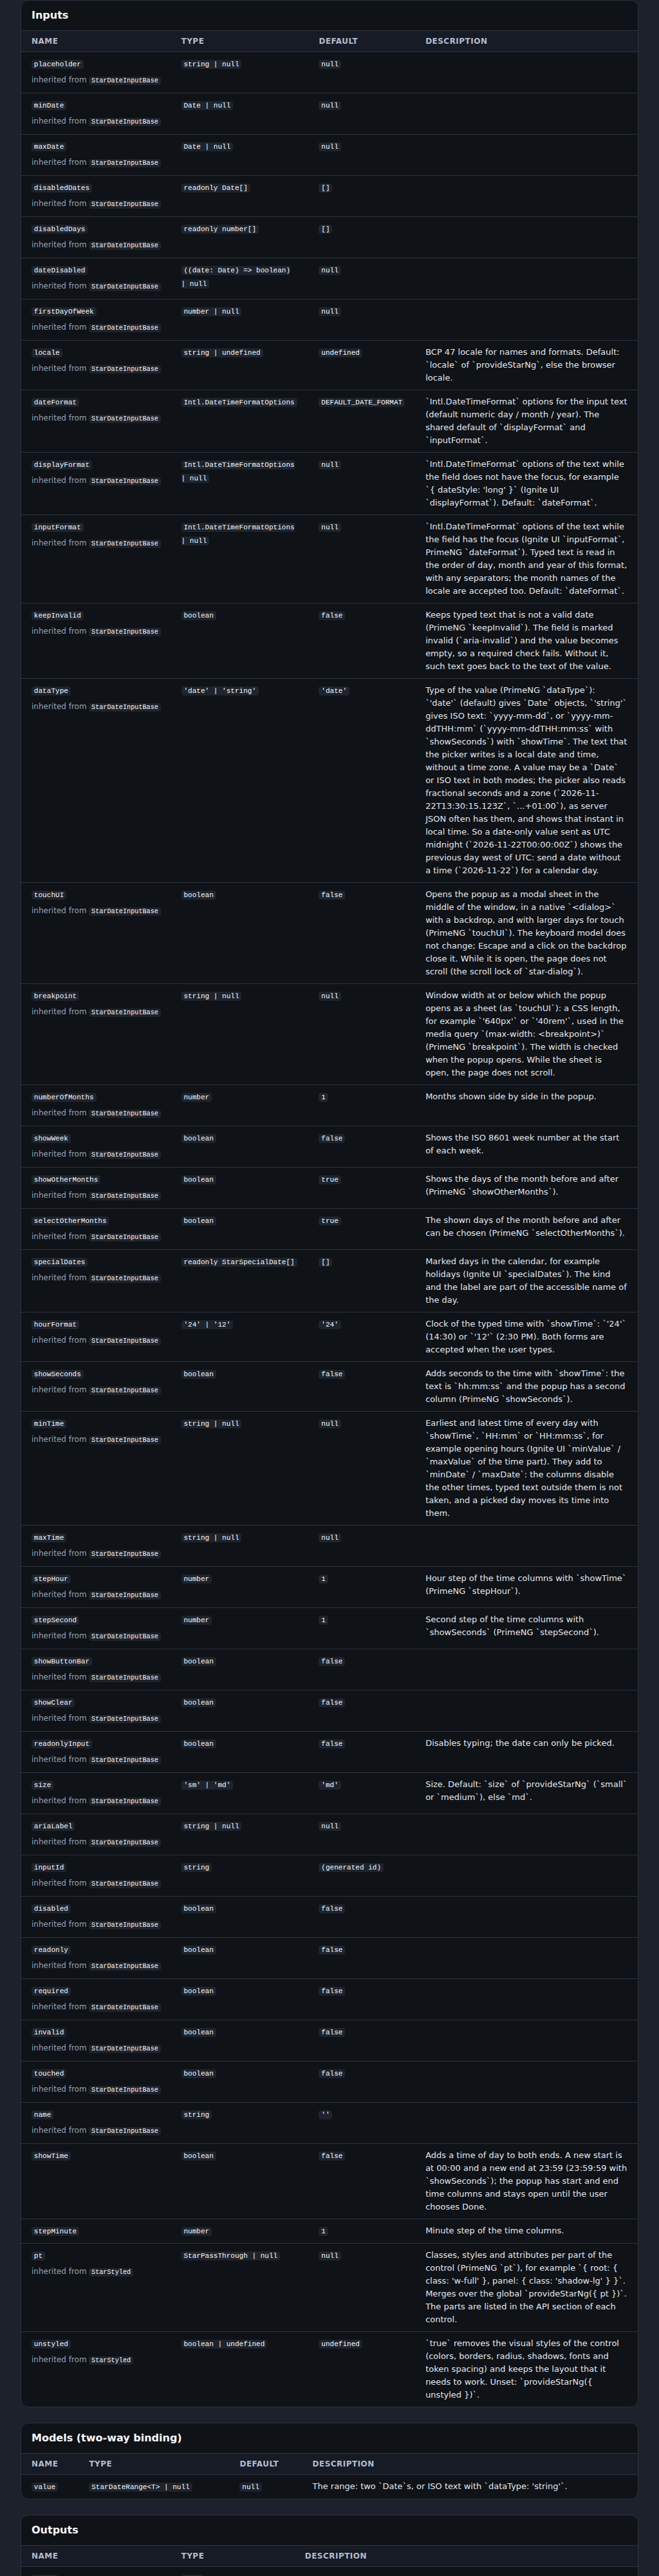 Inputs
NAME TYPE DEFAULT DESCRIPTION
placeholder string | null null
inherited from StarDateInputBase
minDate Date | null null
inherited from StarDateInputBase
maxDate Date | null null
inherited from StarDateInputBase
disabledDates readonly Date[] []
inherited from StarDateInputBase
disabledDays readonly number[] []
inherited from StarDateInputBase
dateDisabled ((date: Date) => boolean) null
inherited from StarDateInputBase | null
firstDayOfWeek number | null null
inherited from StarDateInputBase
locale string | undefined undefined BCP 47 locale for names and formats. Default:
inherited from StarDateInputBase `locale` of `provideStarNg`, else the browser
locale.
dateFormat Intl.DateTimeFormatOptions DEFAULT_DATE_FORMAT `Intl.DateTimeFormat` options for the input text
inherited from StarDateInputBase (default numeric day / month / year). The
shared default of `displayFormat` and
`inputFormat`.
displayFormat Intl.DateTimeFormatOptions null `Intl.DateTimeFormat` options of the text while
inherited from StarDateInputBase | null the field does not have the focus, for example
`{ dateStyle: 'long' }` (Ignite UI
`displayFormat`). Default: `dateFormat`.
inputFormat Intl.DateTimeFormatOptions null `Intl.DateTimeFormat` options of the text while
inherited from StarDateInputBase | null the field has the focus (Ignite UI `inputFormat`,
PrimeNG `dateFormat`). Typed text is read in
the order of day, month and year of this format,
with any separators; the month names of the
locale are accepted too. Default: `dateFormat`.
keepInvalid boolean false Keeps typed text that is not a valid date
inherited from StarDateInputBase (PrimeNG `keepInvalid`). The field is marked
invalid (`aria-invalid`) and the value becomes
empty, so a required check fails. Without it,
such text goes back to the text of the value.
dataType 'date' | 'string' 'date' Type of the value (PrimeNG `dataType`):
inherited from StarDateInputBase `'date'` (default) gives `Date` objects, `'string'`
gives ISO text: `yyyy-mm-dd`, or `yyyy-mm-
ddTHH:mm` (`yyyy-mm-ddTHH:mm:ss` with
`showSeconds`) with `showTime`. The text that
the picker writes is a local date and time,
without a time zone. A value may be a `Date`
or ISO text in both modes; the picker also reads
fractional seconds and a zone (`2026-11-
22T13:30:15.123Z`, `...+01:00`), as server
JSON often has them, and shows that instant in
local time. So a date-only value sent as UTC
midnight (`2026-11-22T00:00:00Z`) shows the
previous day west of UTC: send a date without
a time (`2026-11-22`) for a calendar day.
touchUI boolean false Opens the popup as a modal sheet in the
inherited from StarDateInputBase middle of the window, in a native `<dialog>`
with a backdrop, and with larger days for touch
(PrimeNG `touchUI`). The keyboard model does
not change; Escape and a click on the backdrop
close it. While it is open, the page does not
scroll (the scroll lock of `star-dialog`).
breakpoint string | null null Window width at or below which the popup
inherited from StarDateInputBase opens as a sheet (as `touchUI`): a CSS length,
for example `'640px'` or `'40rem'`, used in the
media query `(max-width: <breakpoint>)`
(PrimeNG `breakpoint`). The width is checked
when the popup opens. While the sheet is
open, the page does not scroll.
numberOfMonths number 1 Months shown side by side in the popup.
inherited from StarDateInputBase
showWeek boolean false Shows the ISO 8601 week number at the start
inherited from StarDateInputBase of each week.
showOtherMonths boolean true Shows the days of the month before and after
inherited from StarDateInputBase (PrimeNG `showOtherMonths`).
selectOtherMonths boolean true The shown days of the month before and after
inherited from StarDateInputBase can be chosen (PrimeNG `selectOtherMonths`).
specialDates readonly StarSpecialDate[] [] Marked days in the calendar, for example
inherited from StarDateInputBase holidays (Ignite UI `specialDates`). The kind
and the label are part of the accessible name of
the day.
hourFormat '24' | '12' '24' Clock of the typed time with `showTime`: `'24'`
inherited from StarDateInputBase (14:30) or `'12'` (2:30 PM). Both forms are
accepted when the user types.
showSeconds boolean false Adds seconds to the time with `showTime`: the
inherited from StarDateInputBase text is `hh:mm:ss` and the popup has a second
column (PrimeNG `showSeconds`).
minTime string | null null Earliest and latest time of every day with
inherited from StarDateInputBase `showTime`, `HH:mm` or `HH:mm:ss`, for
example opening hours (Ignite UI `minValue` /
`maxValue` of the time part). They add to
`minDate` / `maxDate`: the columns disable
the other times, typed text outside them is not
taken, and a picked day moves its time into
them.
maxTime string | null null
inherited from StarDateInputBase
stepHour number 1 Hour step of the time columns with `showTime`
inherited from StarDateInputBase (PrimeNG `stepHour`).
stepSecond number 1 Second step of the time columns with
inherited from StarDateInputBase `showSeconds` (PrimeNG `stepSecond`).
showButtonBar boolean false
inherited from StarDateInputBase
showClear boolean false
inherited from StarDateInputBase
readonlyInput boolean false Disables typing; the date can only be picked.
inherited from StarDateInputBase
size 'sm' | 'md' 'md' Size. Default: `size` of `provideStarNg` (`small`
inherited from StarDateInputBase or `medium`), else `md`.
ariaLabel string | null null
inherited from StarDateInputBase
inputId string (generated id)
inherited from StarDateInputBase
disabled boolean false
inherited from StarDateInputBase
readonly boolean false
inherited from StarDateInputBase
required boolean false
inherited from StarDateInputBase
invalid boolean false
inherited from StarDateInputBase
touched boolean false
inherited from StarDateInputBase
name string ''
inherited from StarDateInputBase
showTime boolean false Adds a time of day to both ends. A new start is
at 00:00 and a new end at 23:59 (23:59:59 with
`showSeconds`); the popup has start and end
time columns and stays open until the user
chooses Done.
stepMinute number 1 Minute step of the time columns.
pt StarPassThrough | null null Classes, styles and attributes per part of the
inherited from StarStyled control (PrimeNG `pt`), for example `{ root: {
class: 'w-full' }, panel: { class: 'shadow-lg' } }`.
Merges over the global `provideStarNg({ pt })`.
The parts are listed in the API section of each
control.
unstyled boolean | undefined undefined `true` removes the visual styles of the control
inherited from StarStyled (colors, borders, radius, shadows, fonts and
token spacing) and keeps the layout that it
needs to work. Unset: `provideStarNg({
unstyled })`.
Models (two-way binding)
NAME TYPE DEFAULT DESCRIPTION
value StarDateRange<T> | null null The range: two `Date`s, or ISO text with `dataType: 'string'`.
Outputs
NAME TYPE DESCRIPTION